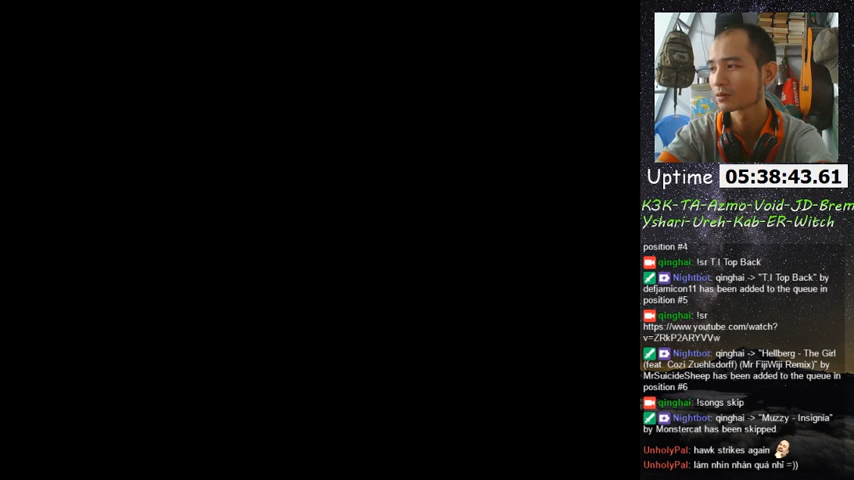 Uptime 05:38:43.61
K3K-TA-Azmo-Void-JD-Brem
Yshari-Ureh-Kab-ER-Witch
position #4
qinghai: !sr T.I Top Back
Nightbot: qinghai -> "T.I Top Back" by
defjamicon11 has been added to the queue in
position #5
qinghai: !sr
https://www.youtube.com/watch?
v=ZRkP2ARYVVw
Nightbot: qinghai -> "Hellberg - The Girl
(feat. Cozi Zuehlsdorff) (Mr FijiWiji Remix)" by
MrSuicideSheep has been added to the queue in
position #6
qinghai: !songs skip
Nightbot: qinghai -> "Muzzy - Insignia"
by Monstercat has been skipped.
UnholyPal: hawk strikes again
UnholyPal: làm nhìn nhàn quá nhỉ =))